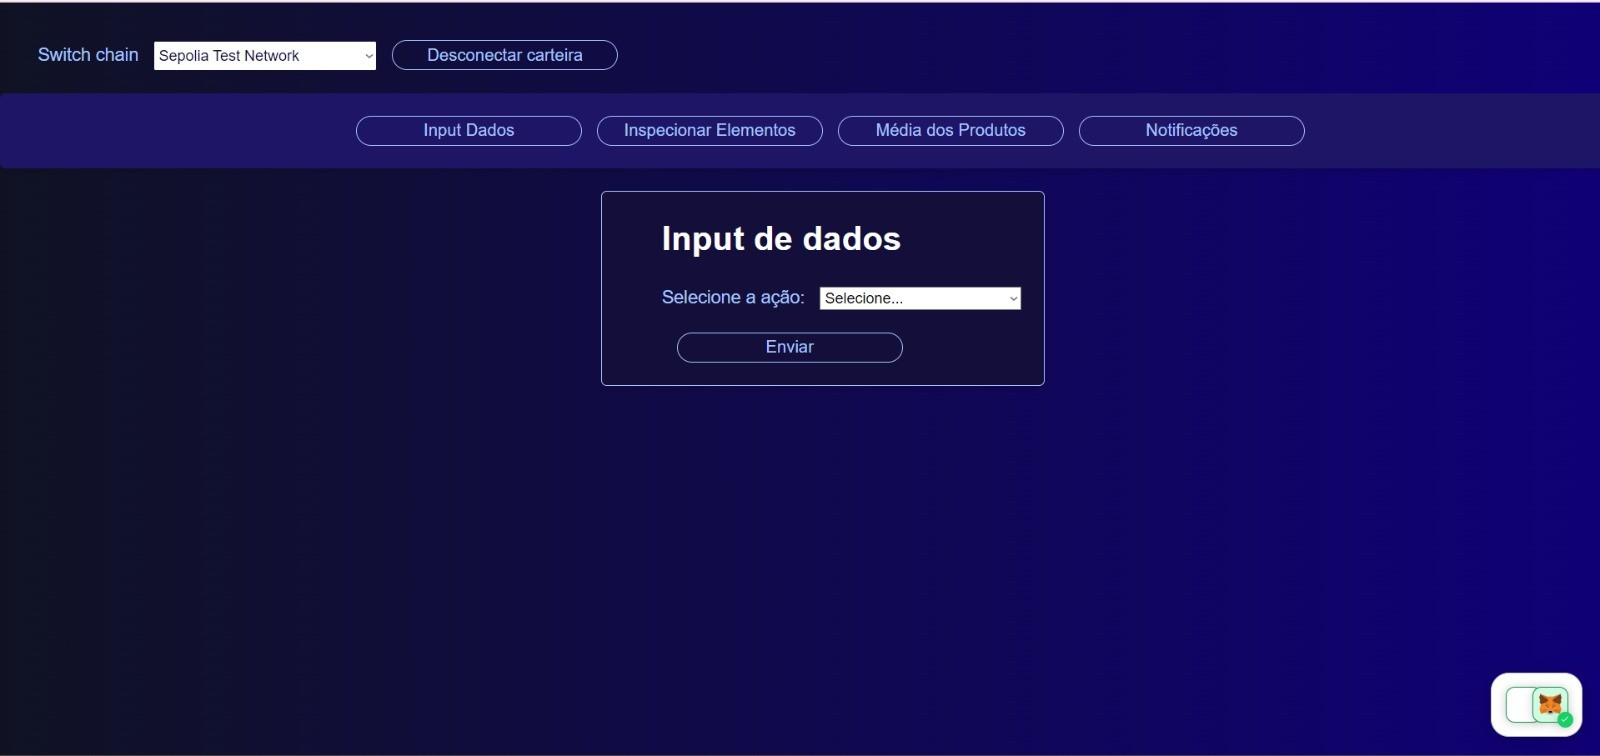 Switch chain Sepolia Test Network Desconectar carteira
Input Dados Inspecionar Elementos Média dos Produtos Notificações
Input de dados
Selecione a ação: Selecione...
Enviar